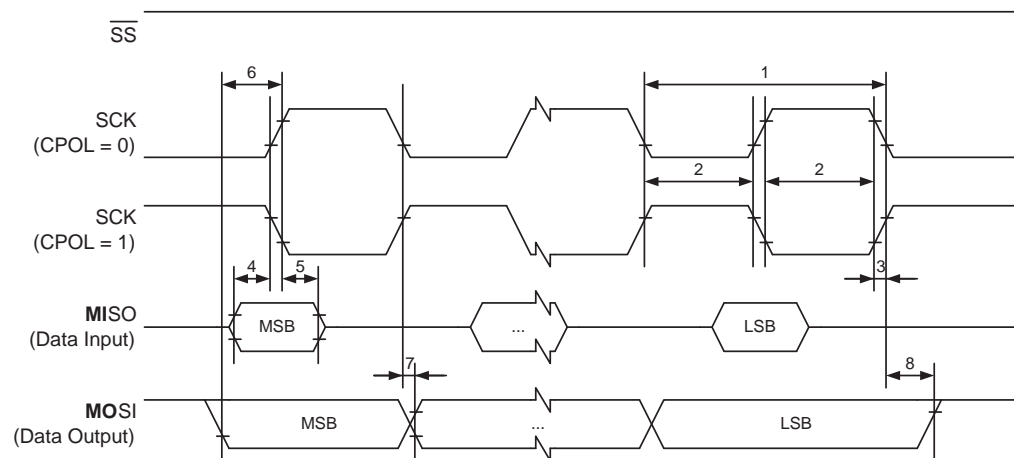 SS
6
1
SCK
(CPOL = 0)
2
2
SCK
(CPOL = 1)
4
5
3
MISO
(Data Input)
MSB
...
LSB
7
8
MOSI
(Data Output)
MSB
...
LSB